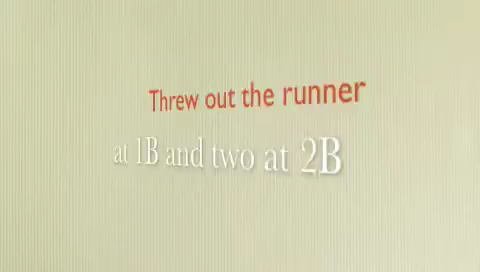 Threw out the runner
at 1B and two at 2B